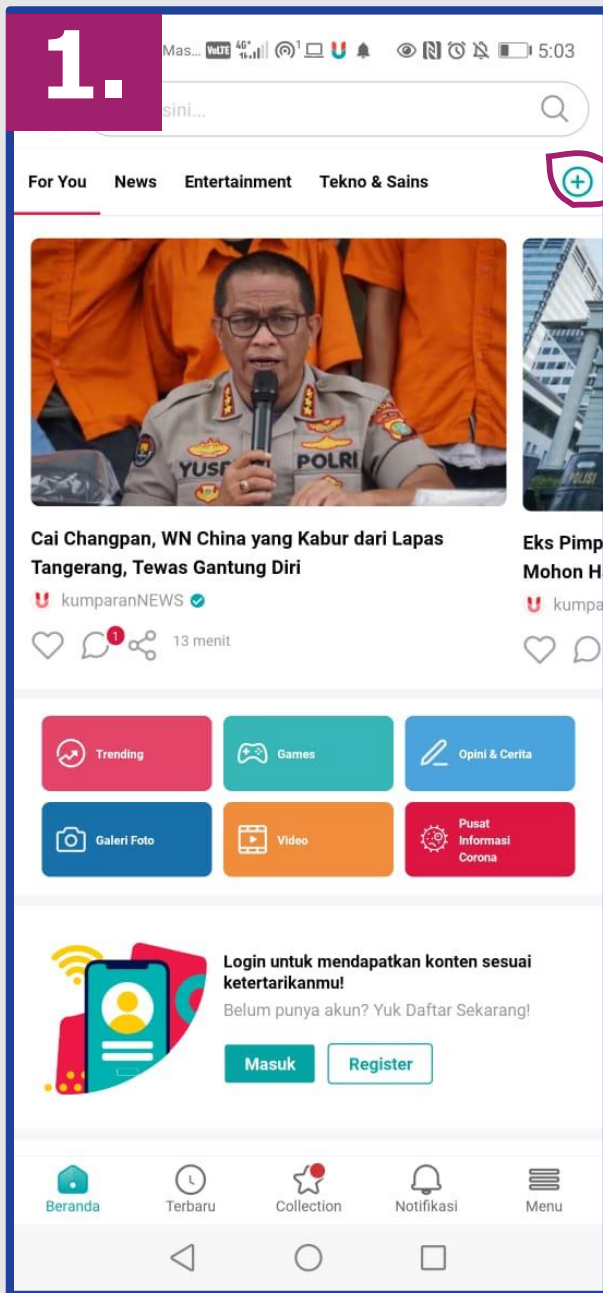 1.
Mas... VoLTE 4G+ 5:03
sini...
For You News Entertainment Tekno & Sains
POLRI
POLISI
Cai Changpan, WN China yang Kabur dari Lapas
Tangerang, Tewas Gantung Diri
kumparanNEWS
1 13 menit
Eks Pimp
Mohon H
kumpa
Trending Games Opini & Cerita
Galeri Foto Video Pusat
Informasi
Corona
Login untuk mendapatkan konten sesuai
ketertarikanmu!
Belum punya akun? Yuk Daftar Sekarang!
Masuk Register
Beranda Terbaru Collection Notifikasi Menu